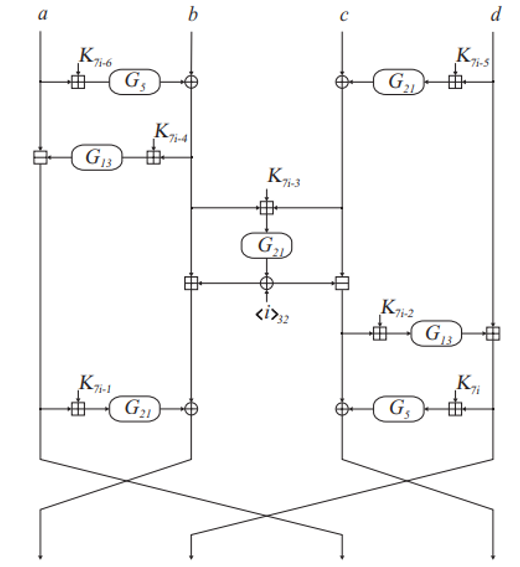 a b c d
K7i-6 K7i-5
G5 G21
K7i-4
G13
K7i-3
G21
<i>32
K7i-2
G13
K7i-1 K7i
G21 G5